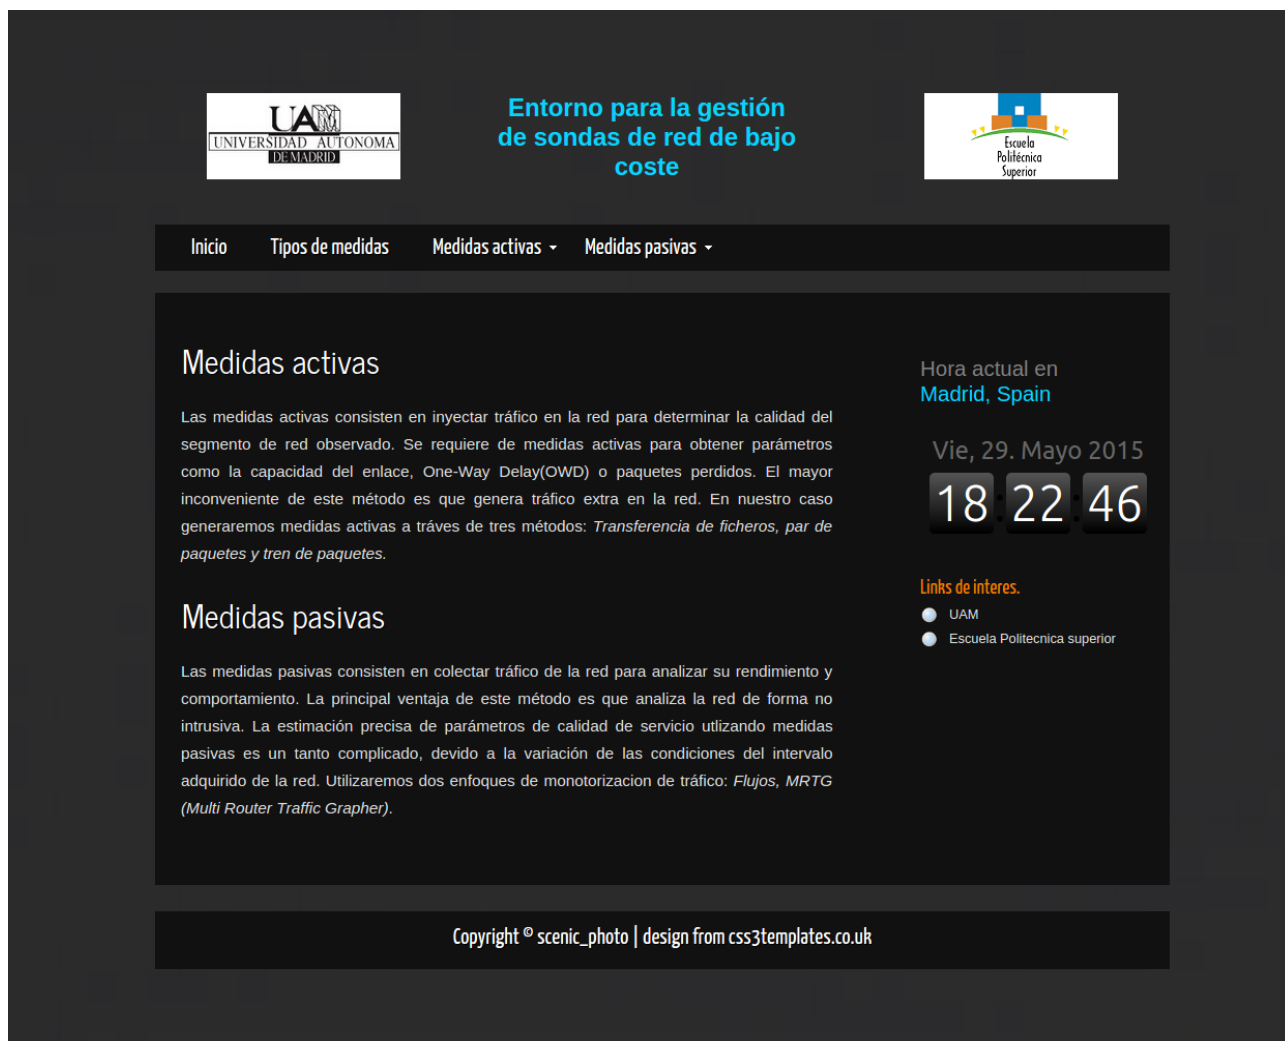 UAM
UNIVERSIDAD AUTONOMA
DE MADRID
Entorno para la gestión
de sondas de red de bajo
coste
Escuela
Politécnica
Superior
Inicio Tipos de medidas Medidas activas Medidas pasivas
Medidas activas
Las medidas activas consisten en inyectar tráfico en la red para determinar la calidad del
segmento de red observado. Se requiere de medidas activas para obtener parámetros
como la capacidad del enlace, One-Way Delay(OWD) o paquetes perdidos. El mayor
inconveniente de este método es que genera tráfico extra en la red. En nuestro caso
generaremos medidas activas a tráves de tres métodos: Transferencia de ficheros, par de
paquetes y tren de paquetes.
Medidas pasivas
Las medidas pasivas consisten en colectar tráfico de la red para analizar su rendimiento y
comportamiento. La principal ventaja de este método es que analiza la red de forma no
intrusiva. La estimación precisa de parámetros de calidad de servicio utlizando medidas
pasivas es un tanto complicado, devido a la variación de las condiciones del intervalo
adquirido de la red. Utilizaremos dos enfoques de monotorizacion de tráfico: Flujos, MRTG
(Multi Router Traffic Grapher).
Hora actual en
Madrid, Spain
Vie, 29. Mayo 2015
18:22:46
Links de interes.
UAM
Escuela Politecnica superior
Copyright © scenic_photo | design from css3templates.co.uk